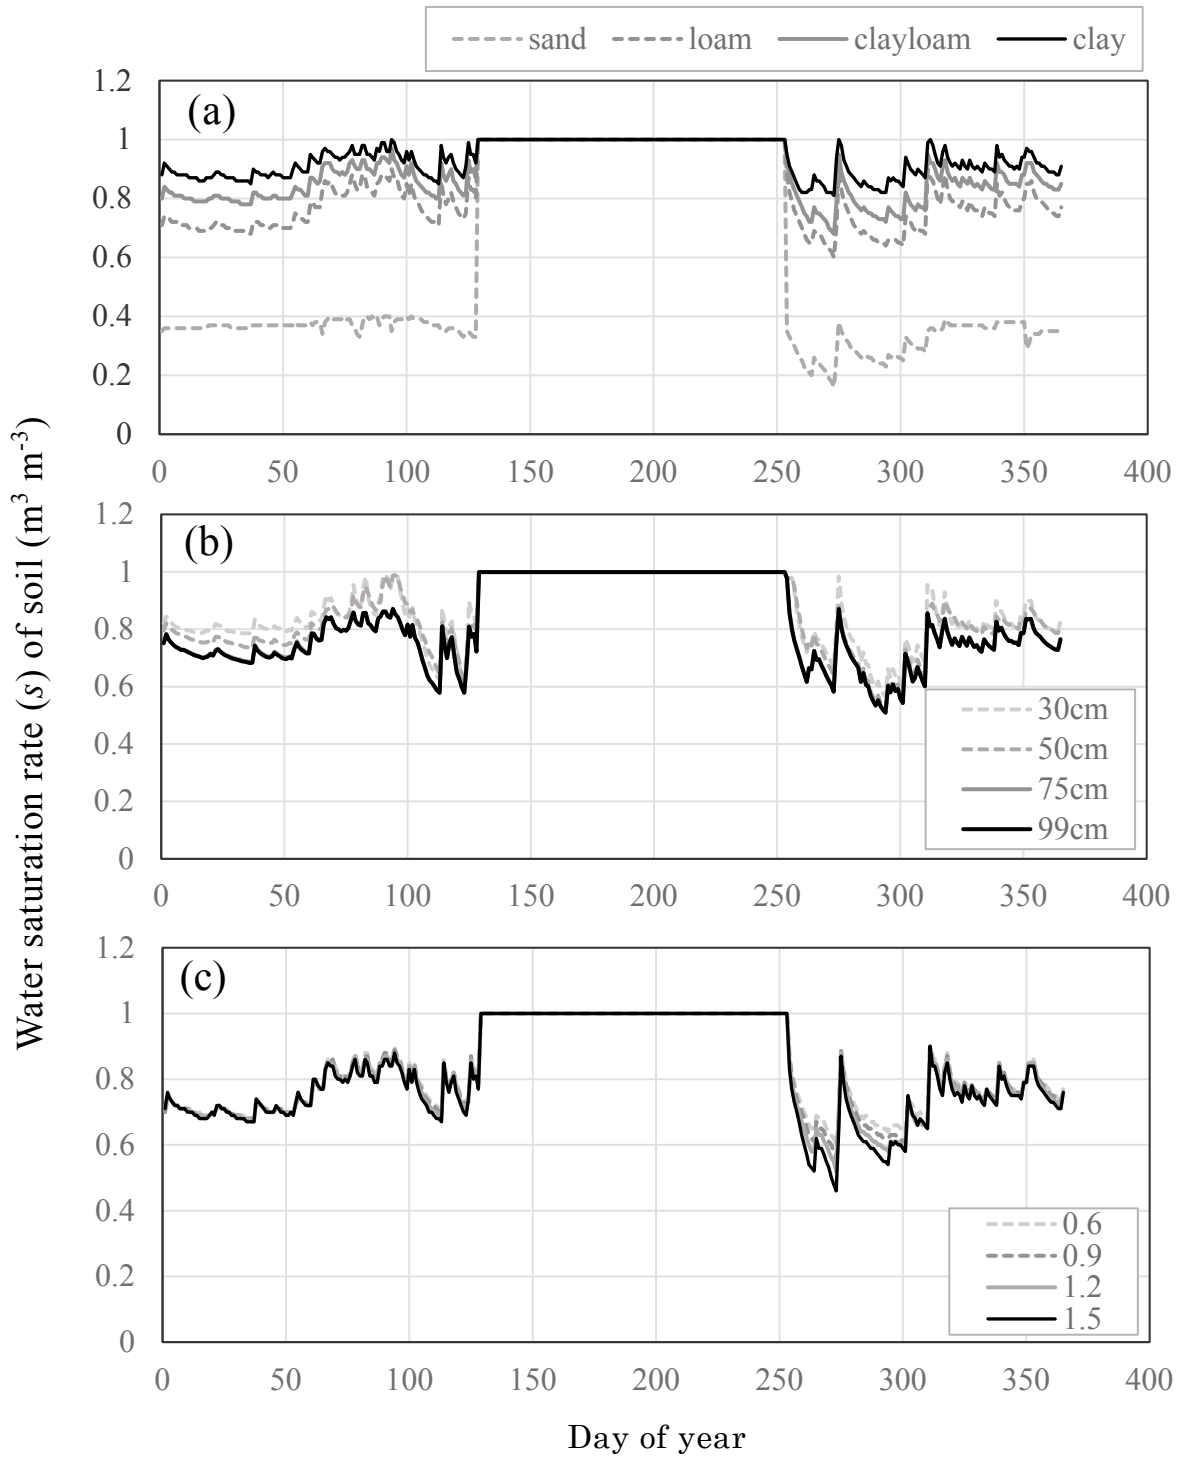 sand loam clayloam clay
1.2
(a)
1
0.8
0.6
0.4
0.2
0
0 50 100 150 200 250 300 350 400
Water saturation rate (s) of soil (m³ m⁻³)
1.2
(b)
1
0.8
0.6
0.4
0.2
0
30cm
50cm
75cm
99cm
0 50 100 150 200 250 300 350 400
1.2
(c)
1
0.8
0.6
0.4
0.2
0
0.6
0.9
1.2
1.5
0 50 100 150 200 250 300 350 400
Day of year